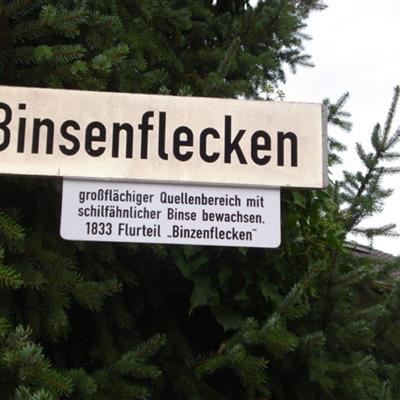 Binsenflecken
großflächiger Quellenbereich mit
schilfähnlicher Binse bewachsen.
1833 Flurteil „Binzenflecken"